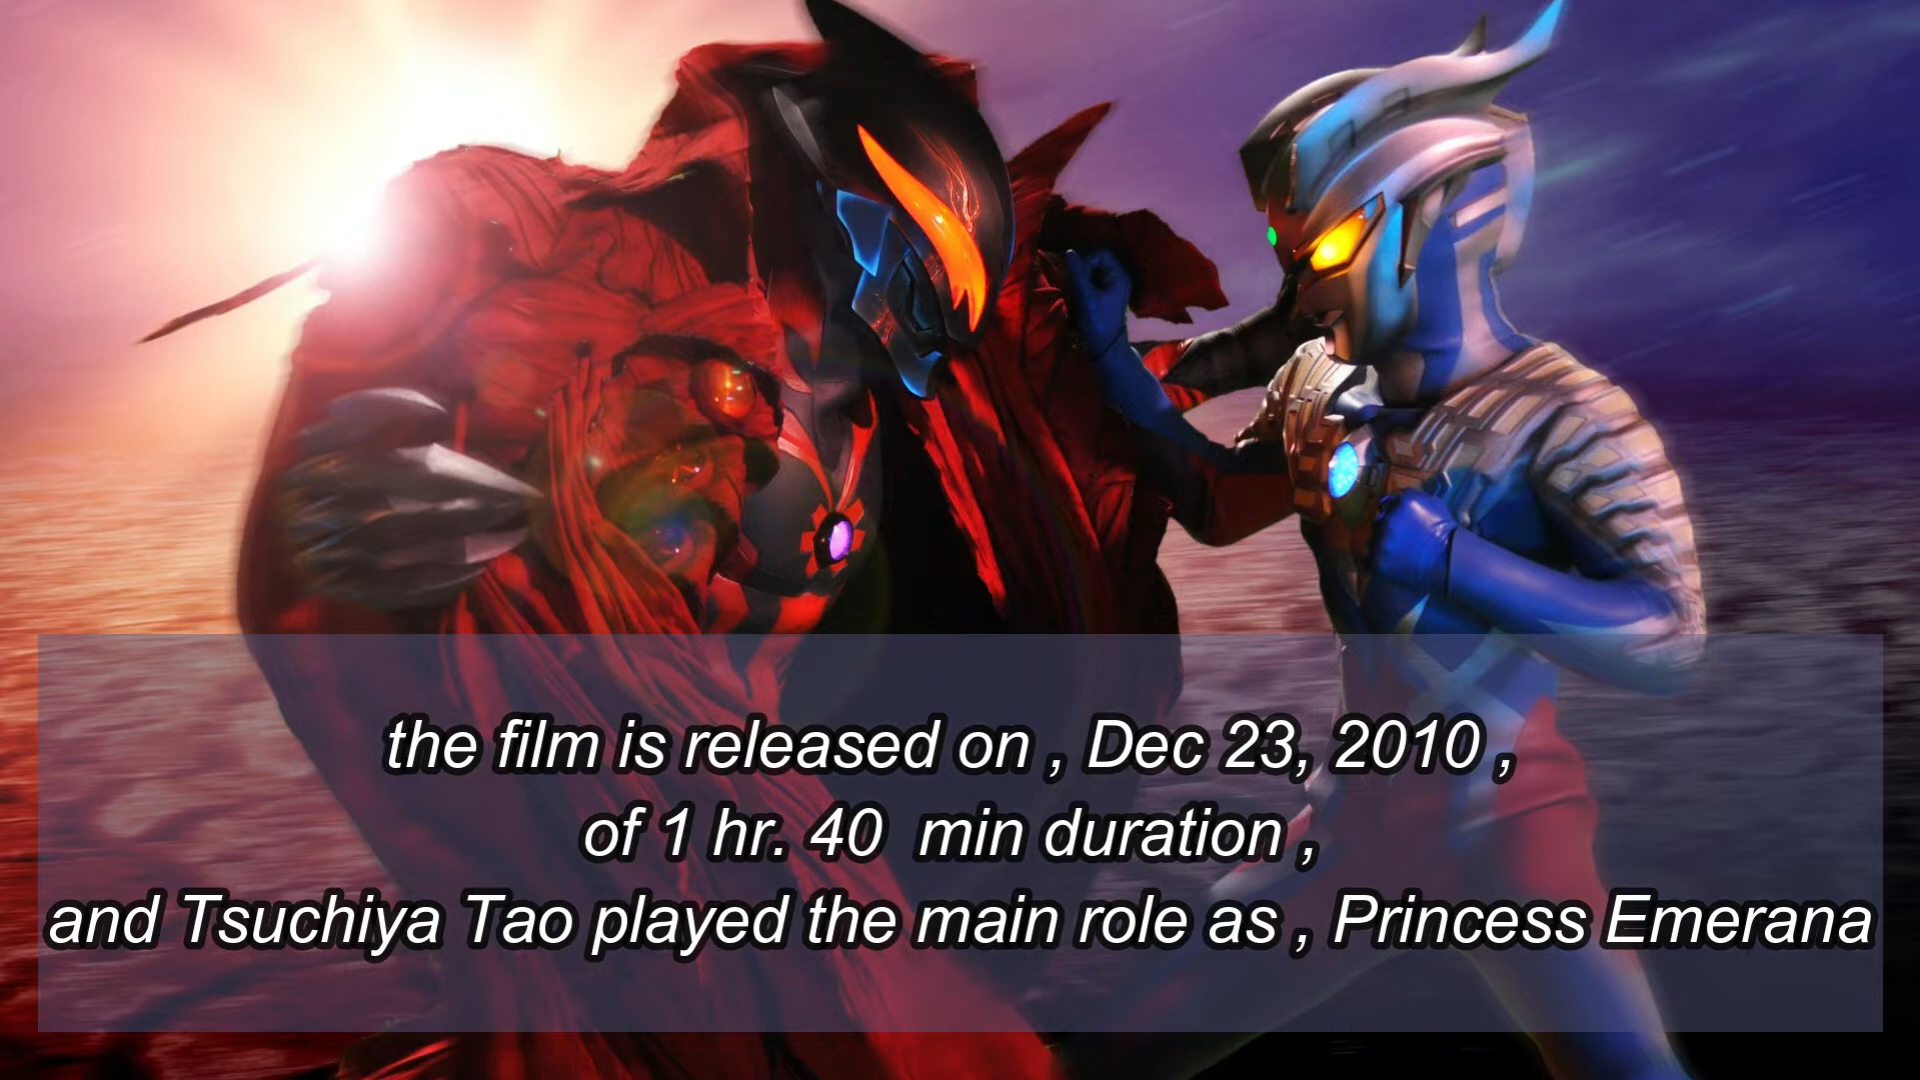 the film is released on , Dec 23, 2010 ,
of 1 hr. 40  min duration ,
and Tsuchiya Tao played the main role as , Princess Emerana